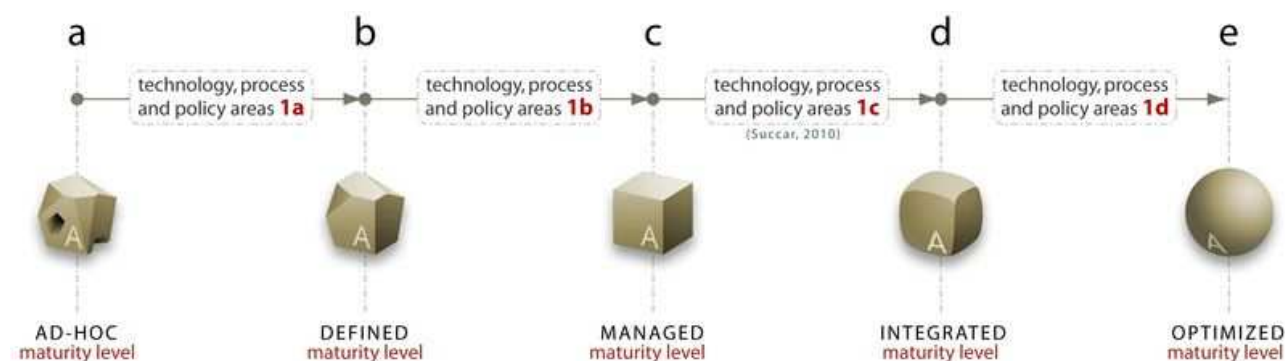 a
b
c
d
e
technology, process
and policy areas 1a
technology, process
and policy areas 1b
technology, process
and policy areas 1c
(Succar, 2010)
technology, process
and policy areas 1d
A
A
A
A
A
AD-HOC
maturity level
DEFINED
maturity level
MANAGED
maturity level
INTEGRATED
maturity level
OPTIMIZED
maturity level